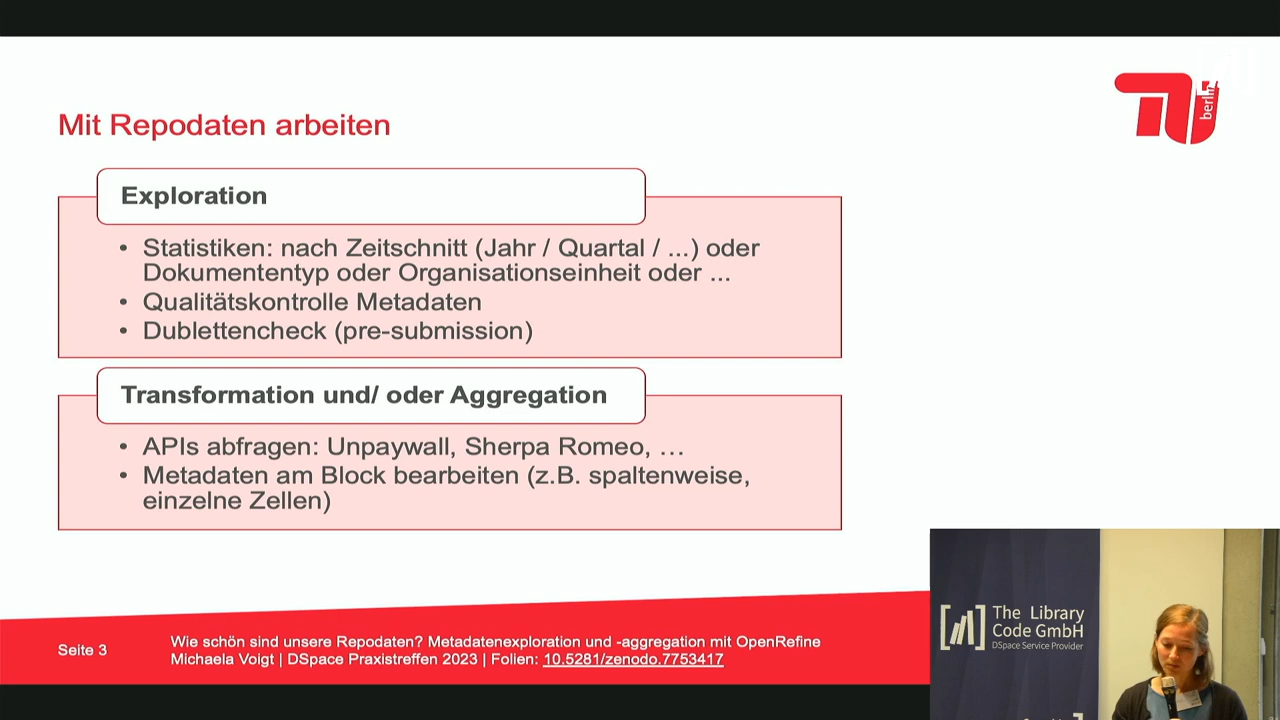 Mit Repodaten arbeiten
berlin
Exploration
• Statistiken: nach Zeitschnitt (Jahr / Quartal / ...) oder
Dokumententyp oder Organisationseinheit oder ...
• Qualitätskontrolle Metadaten
• Dublettencheck (pre-submission)
Transformation und/ oder Aggregation
• APIs abfragen: Unpaywall, Sherpa Romeo, …
• Metadaten am Block bearbeiten (z.B. spaltenweise,
einzelne Zellen)
Seite 3
Wie schön sind unsere Repodaten? Metadatenexploration und -aggregation mit OpenRefine
Michaela Voigt | DSpace Praxistreffen 2023 | Folien: 10.5281/zenodo.7753417
The Library
Code GmbH
DSpace Service Provider